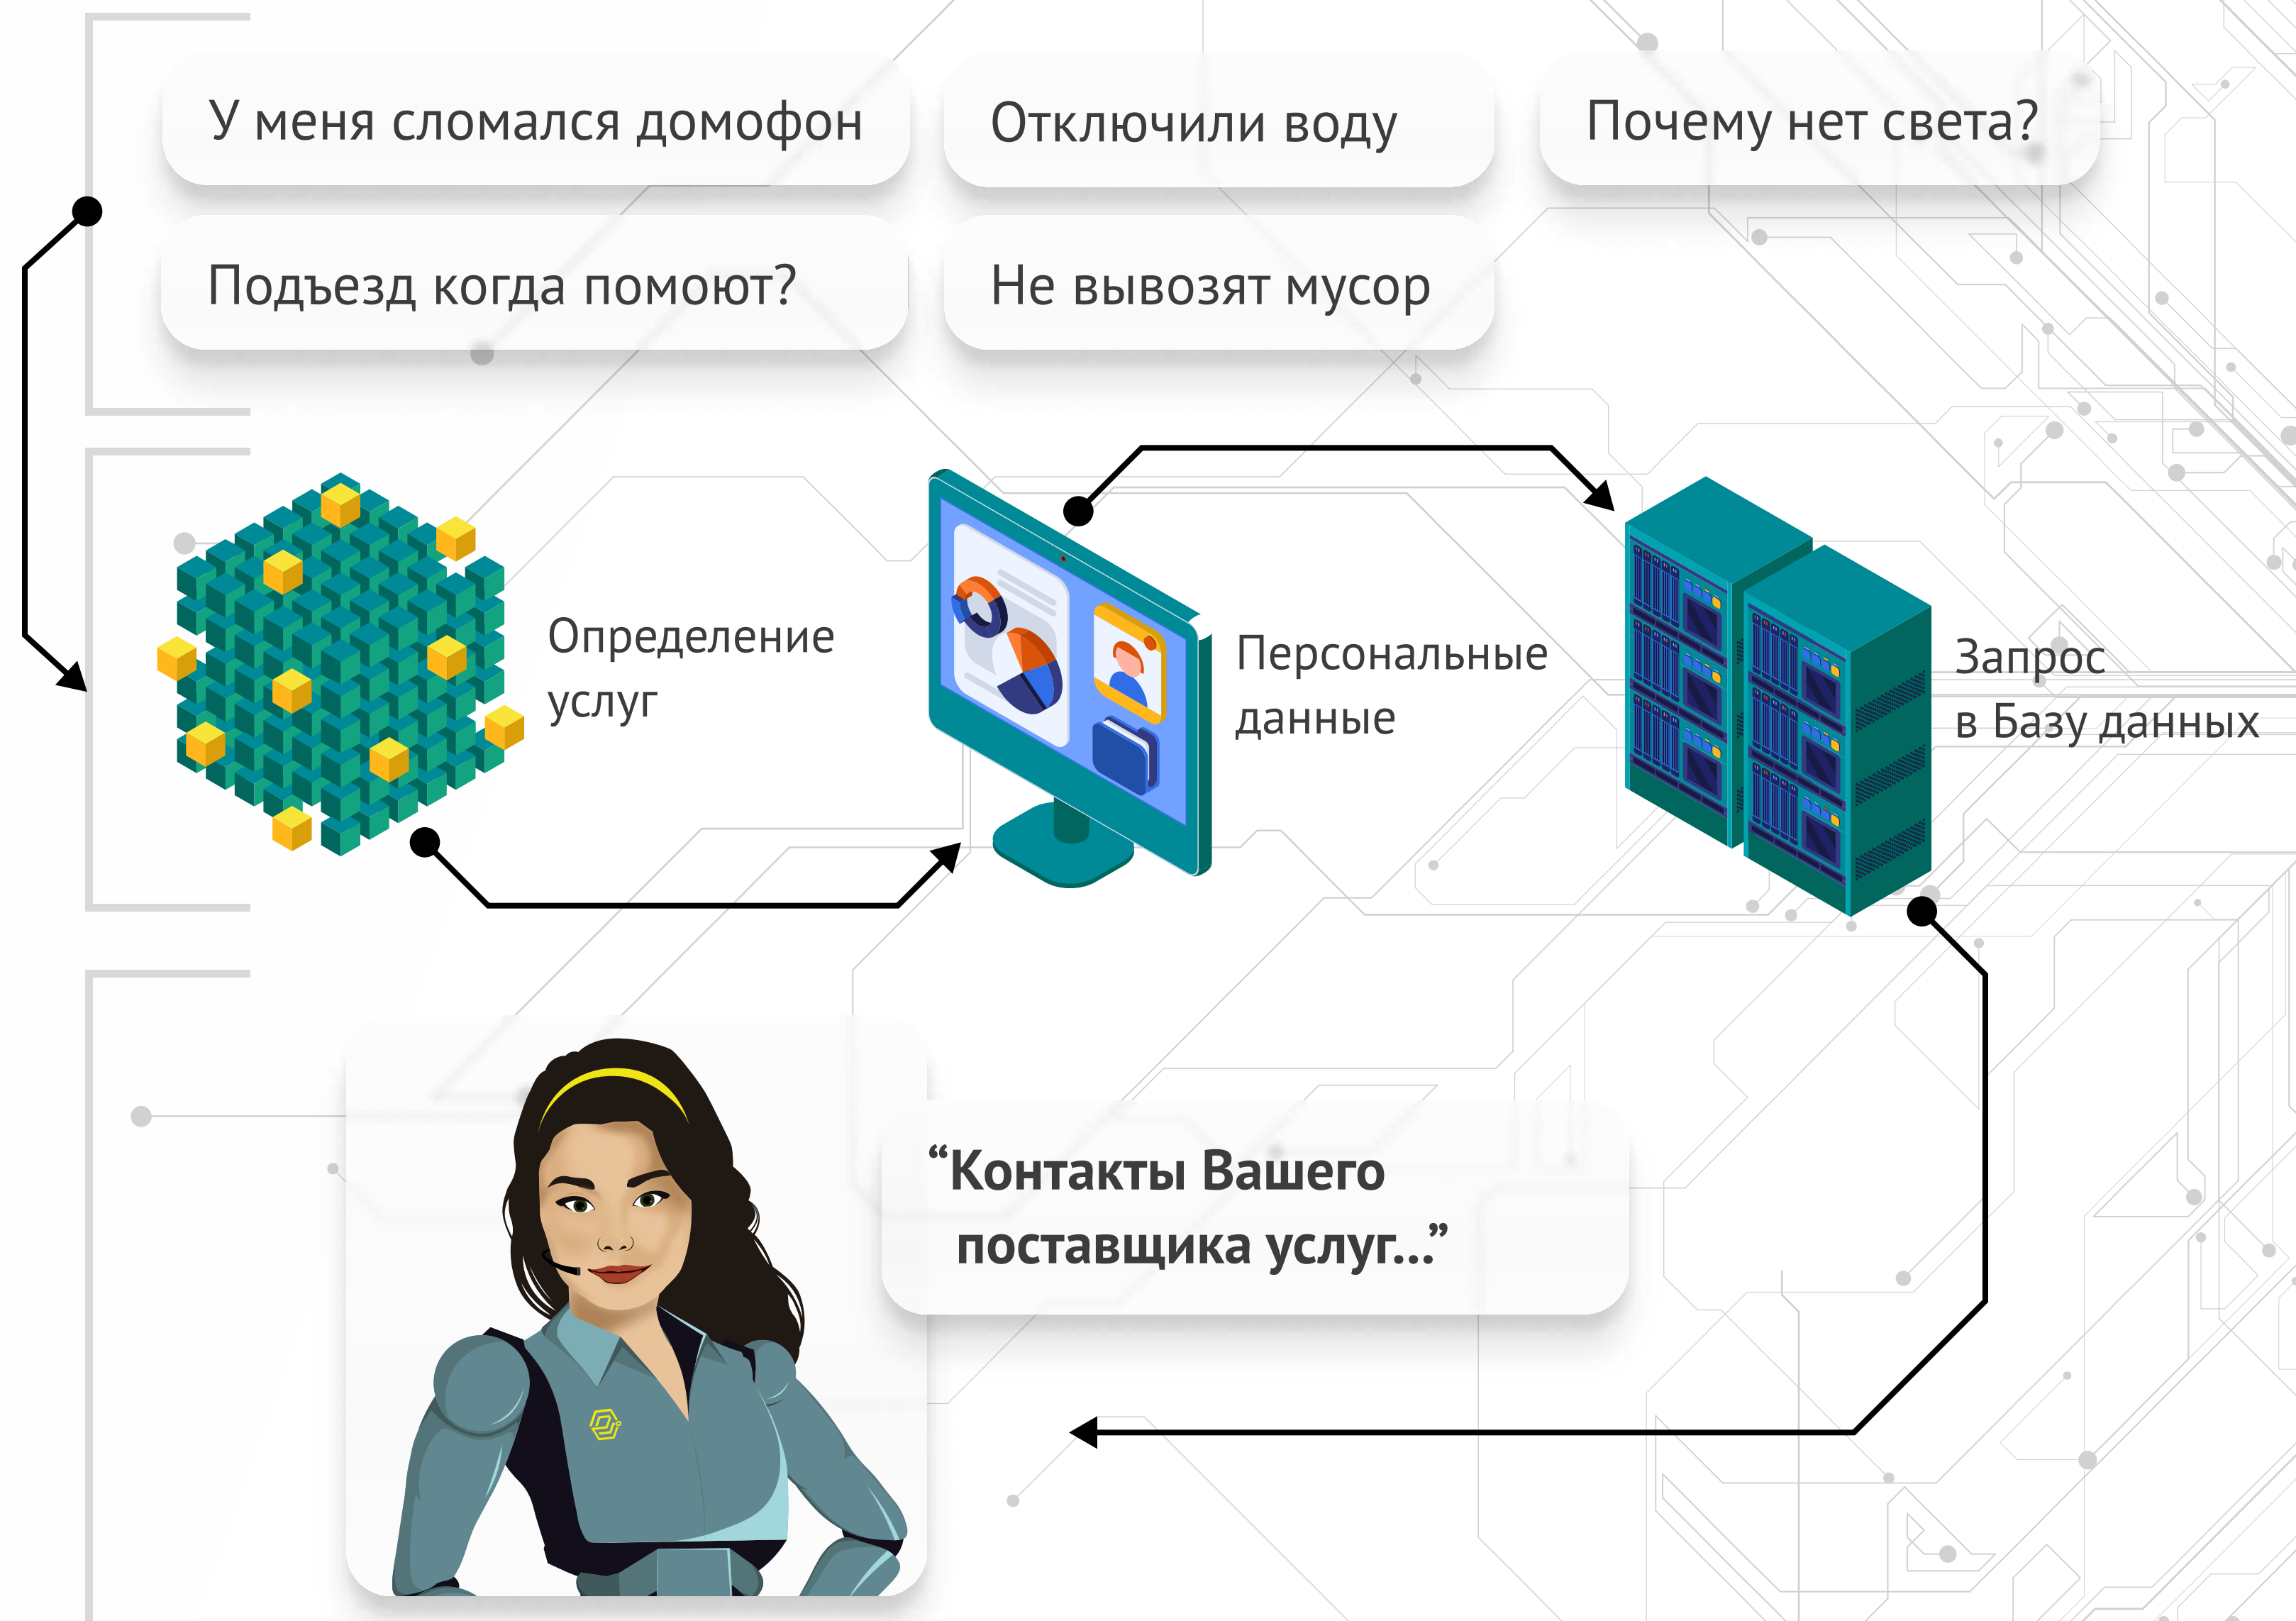 У меня сломался домофон
Отключили воду
Почему нет света?
Подъезд когда помоют?
Не вывозят мусор
Определение
услуг
Персональные
данные
Запрос
в Базу данных
“Контакты Вашего
поставщика услуг...”